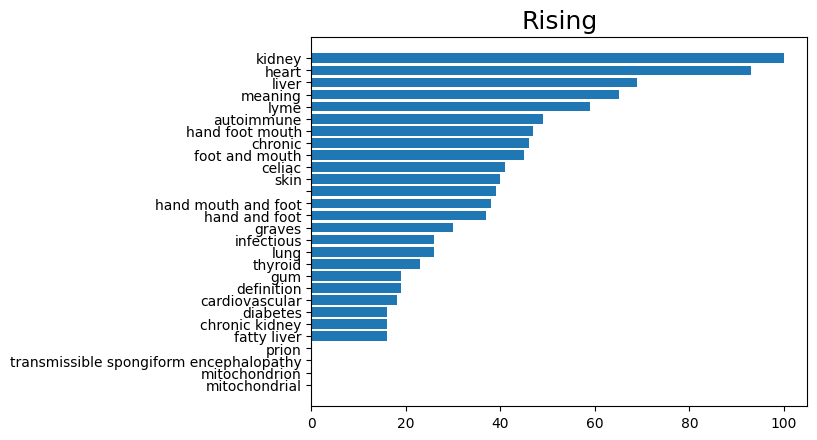 Rising
kidney
heart
liver
meaning
lyme
autoimmune
hand foot mouth
chronic
foot and mouth
celiac
skin
hand mouth and foot
hand and foot
graves
infectious
lung
thyroid
gum
definition
cardiovascular
diabetes
chronic kidney
fatty liver
prion
transmissible spongiform encephalopathy
mitochondrion
mitochondrial
0 20 40 60 80 100